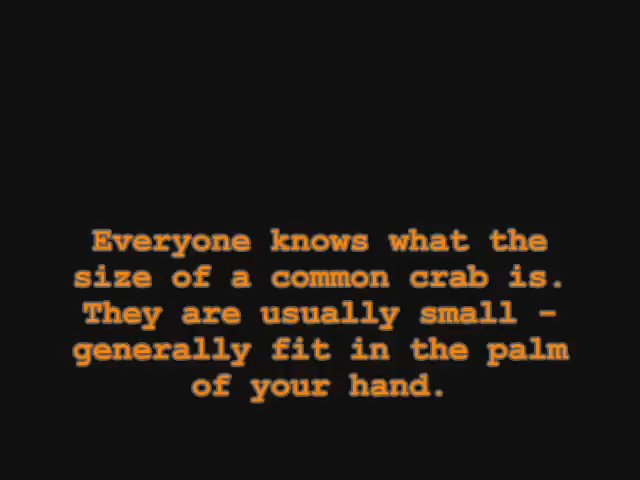 Everyone knows what the
size of a common crab is.
They are usually small -
generally fit in the palm
of your hand.